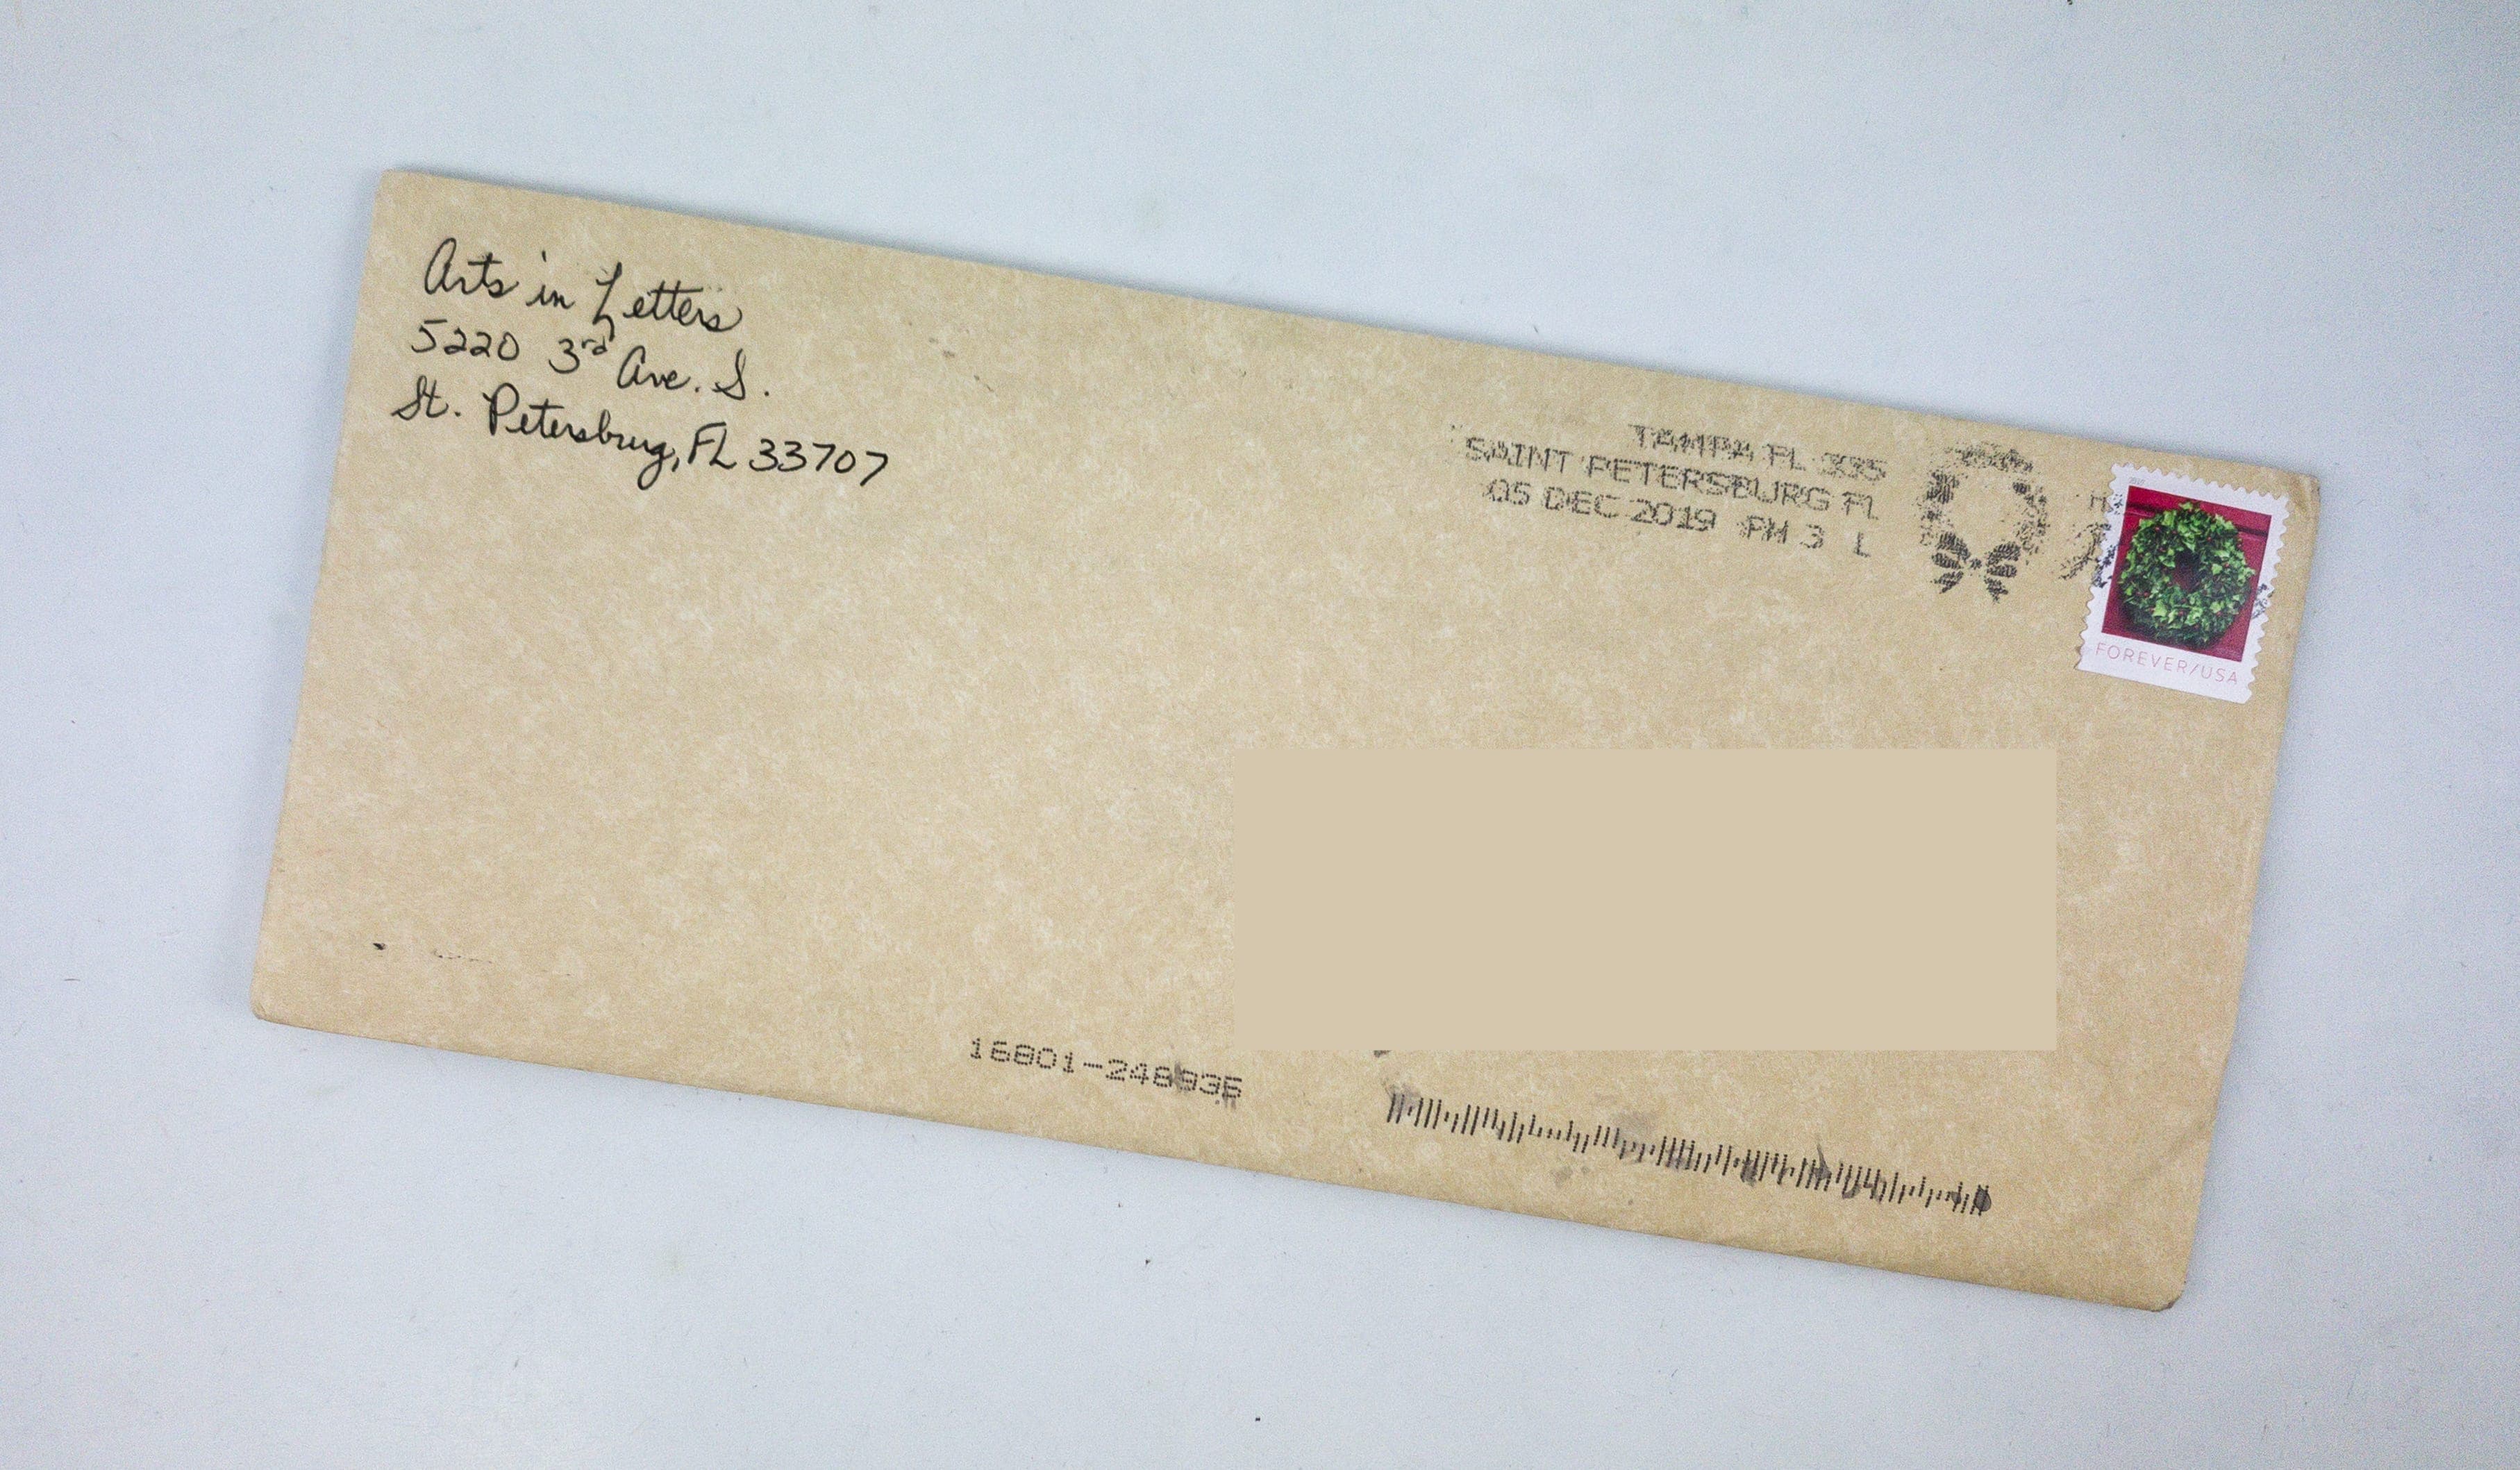 Arts in Letters
5220 3rd Ave. S.
St. Petersburg, FL 33707
TAMPA FL 335
SAINT PETERSBURG FL
05 DEC 2019 PM 3 L
FOREVER/USA
16801-246935